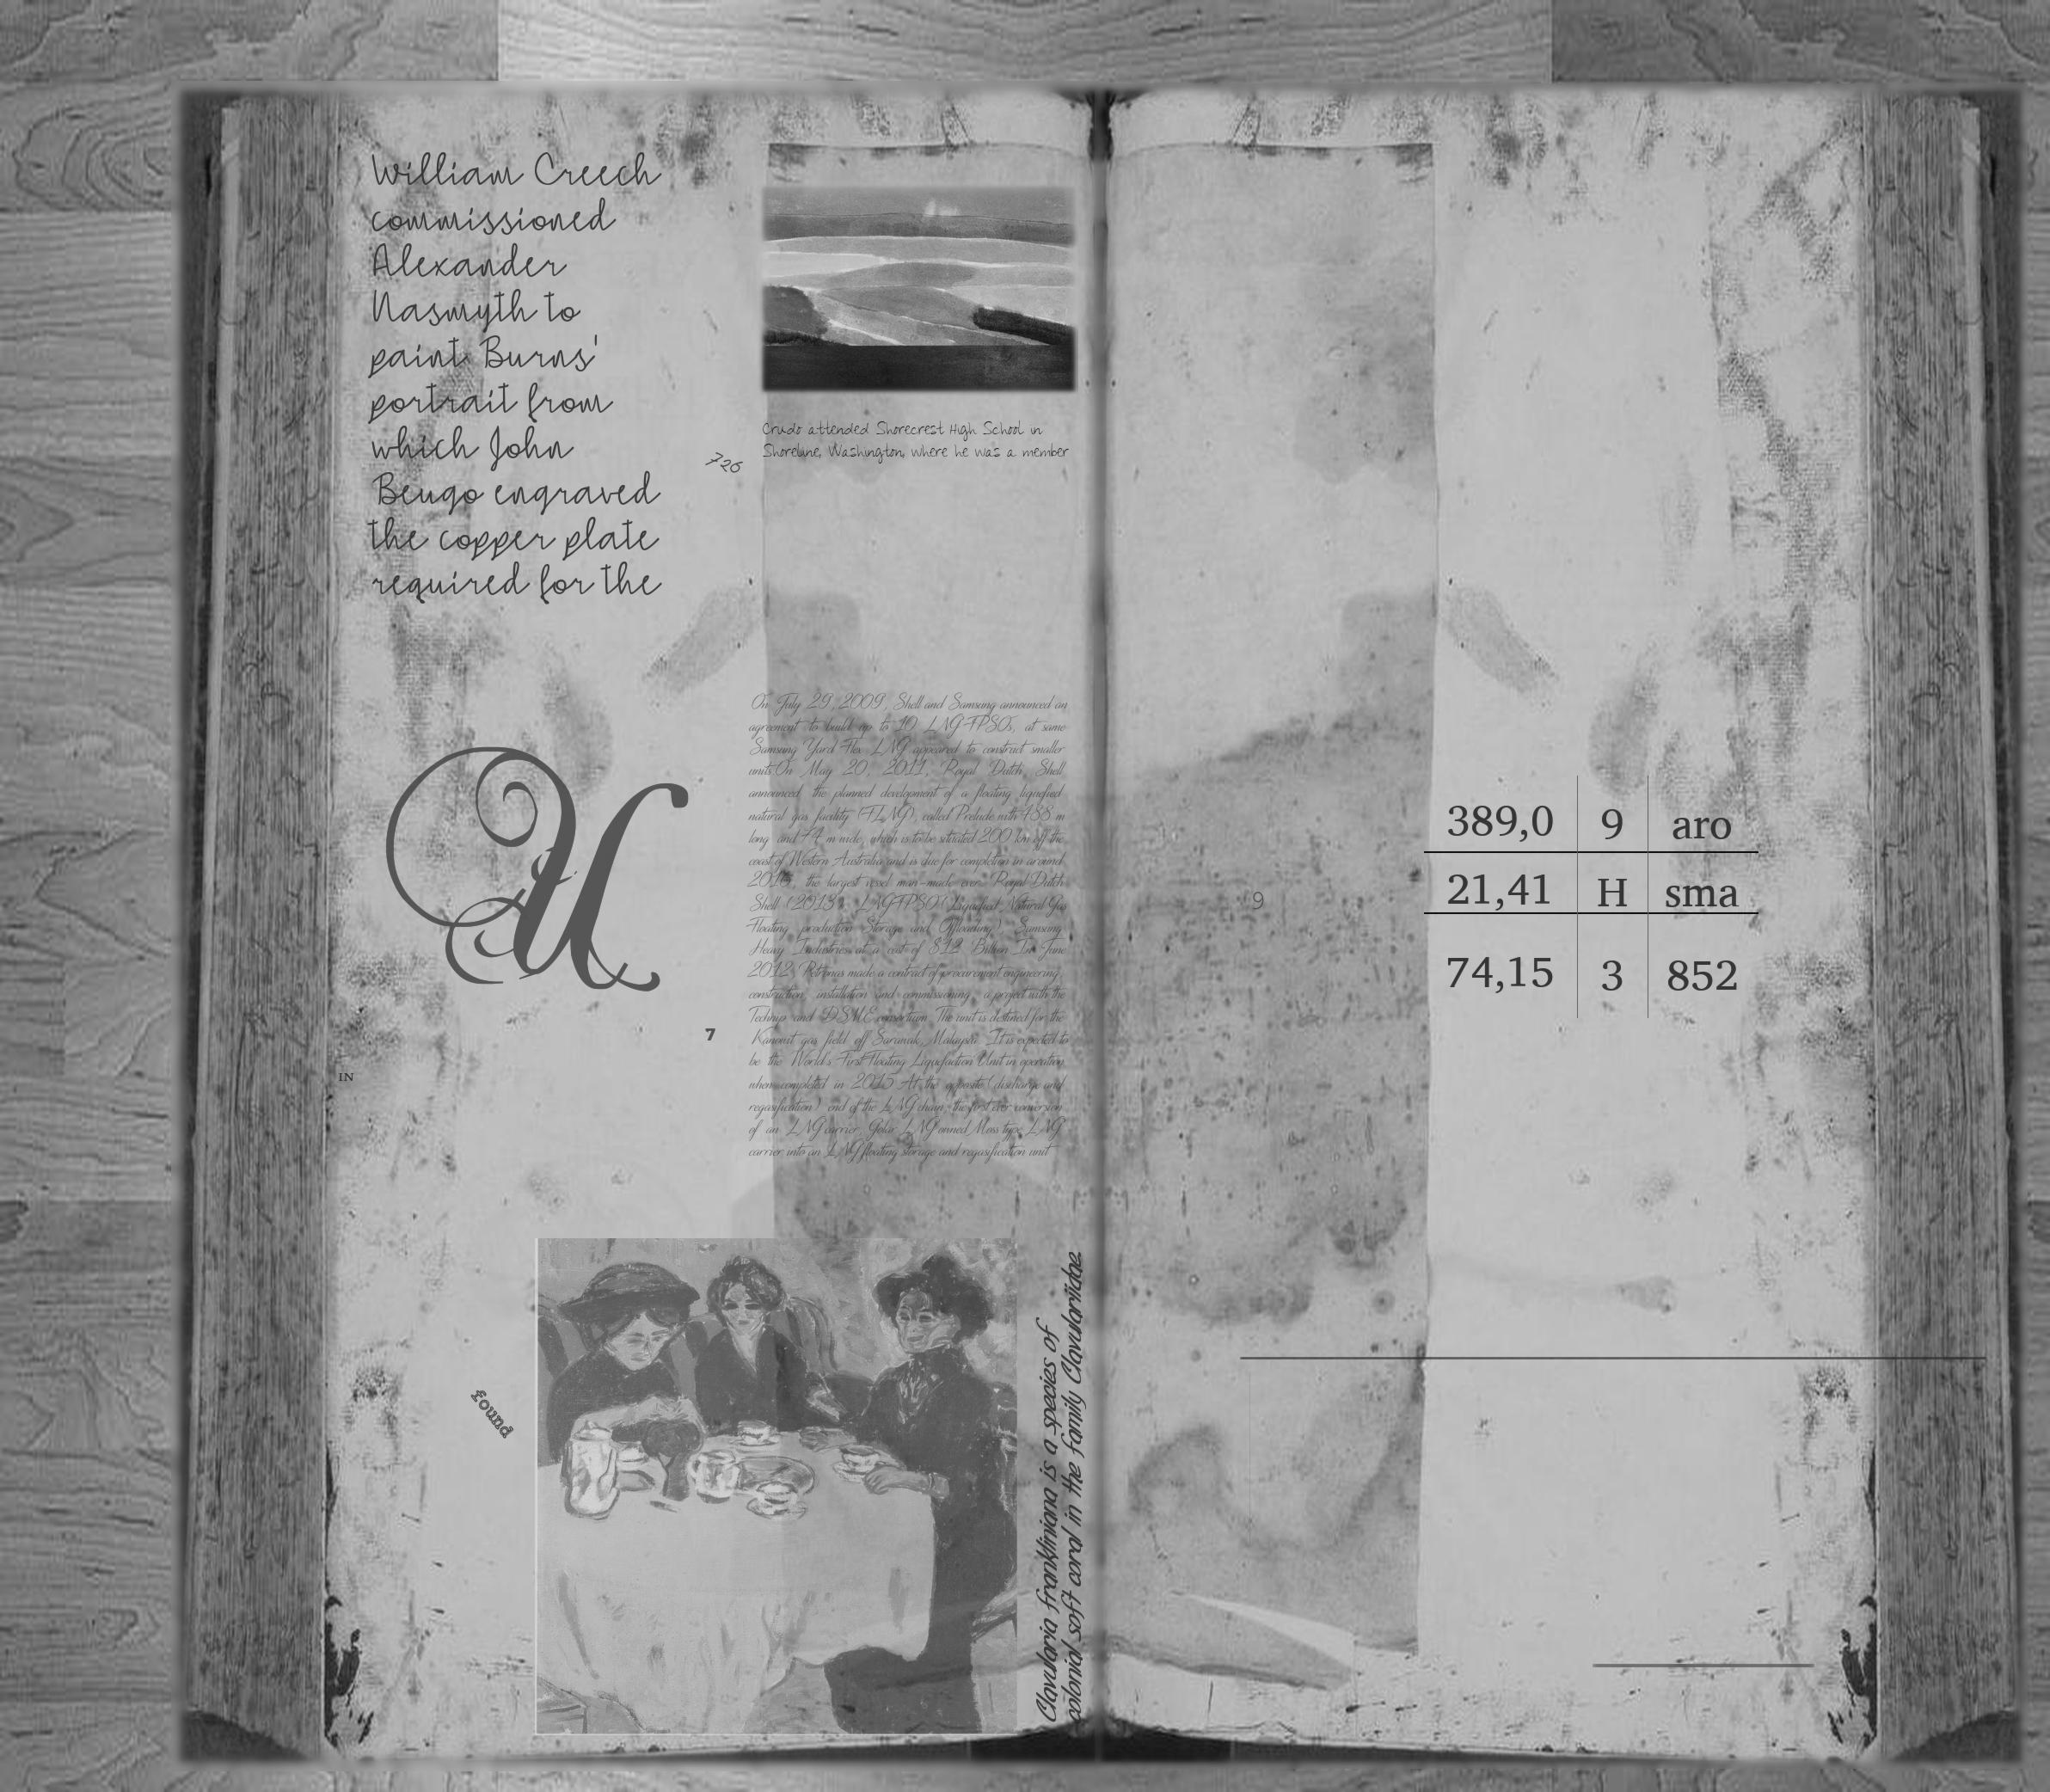 William Creech
commissioned
Alexander
Nasmyth to
paint Burns'
portrait from
which John
Beugo engraved
the copper plate
required for the
Crudo attended Shorecrest High School in
Shoreline, Washington, where he was a member
726
On July 29, 2009, Shell and Samsung announced an
agreement to build up to 10 LNG FPSOs, at same
Samsung Yard Flex LNG appeared to construct smaller
units.On May 20, 2011, Royal Dutch Shell
announced the planned development of a floating liquefied
natural gas facility (FLNG), called Prelude with 488 m
long and 74 m wide, which is to be situated 200 km off the
coast of Western Australia and is due for completion in around
2016, the largest vessel man-made ever. Royal Dutch
Shell (2013), LNG FPSO (Liquefied Natural Gas
Floating production Storage and Offloading), Samsung
Heavy Industries at a cost of $12 Billion In June
2012, Petronas made a contract of procurement engineering,
construction, installation and commissioning, a project with the
Technip and DSME consortium. The unit is destined for the
Kanowit gas field off Sarawak, Malaysia. It is expected to
be the World's First Floating Liquefaction Unit in operation
when completed in 2015 At the opposite (discharge and
regasification) end of the LNG chain, the first ever conversion
of an LNG carrier, Golar LNG owned Moss type LNG
carrier into an LNG floating storage and regasification unit
U
7
IN
found
Clavularia frankliniana is a species of
colonial soft coral in the family Clavulariidae
9
389,0 9 aro
21,41 H sma
74,15 3 852